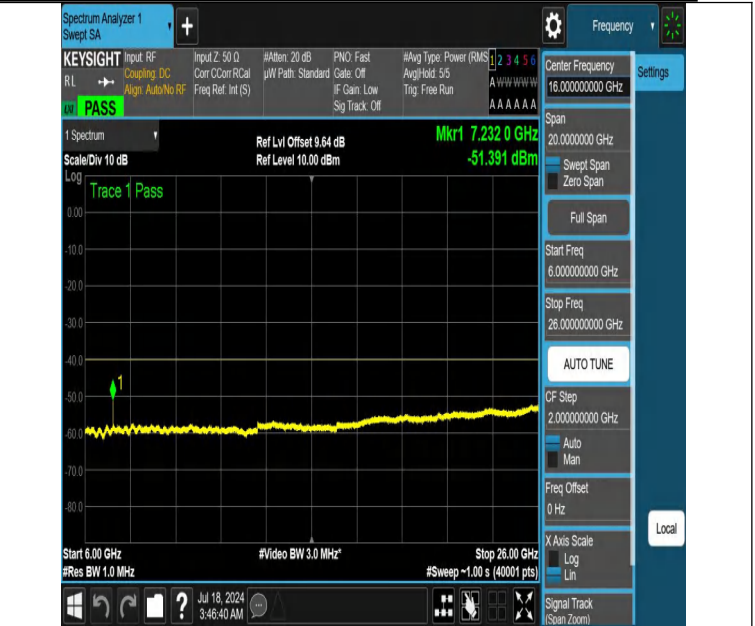 Spectrum Analyzer 1
Swept SA
+
Frequency
KEYSIGHT
RL
PASS
Input: RF
Coupling: DC
Align: Auto/No RF
Input Z: 50 Ω
Corr CCorr RCal
Freq Ref: Int (S)
#Atten: 20 dB
µW Path: Standard
PNO: Fast
Gate: Off
IF Gain: Low
Sig Track: Off
#Avg Type: Power (RMS
Avg|Hold: 5/5
Trig: Free Run
1 2 3 4 5 6
A W W W W W
A A A A A A
1 Spectrum
Scale/Div 10 dB
Ref Lvl Offset 9.64 dB
Ref Level 10.00 dBm
Mkr1 7.232 0 GHz
-51.391 dBm
Log
Trace 1 Pass
0.00
-10.0
-20.0
-30.0
-40.0
1
-50.0
-60.0
-70.0
-80.0
Start 6.00 GHz
#Res BW 1.0 MHz
#Video BW 3.0 MHz*
Stop 26.00 GHz
#Sweep ~1.00 s (40001 pts)
?
Jul 18, 2024
3:46:40 AM
Center Frequency
16.000000000 GHz
Settings
Span
20.0000000 GHz
Swept Span
Zero Span
Full Span
Start Freq
6.000000000 GHz
Stop Freq
26.000000000 GHz
AUTO TUNE
CF Step
2.000000000 GHz
Auto
Man
Freq Offset
0 Hz
X Axis Scale
Log
Lin
Local
Signal Track
(Span Zoom)